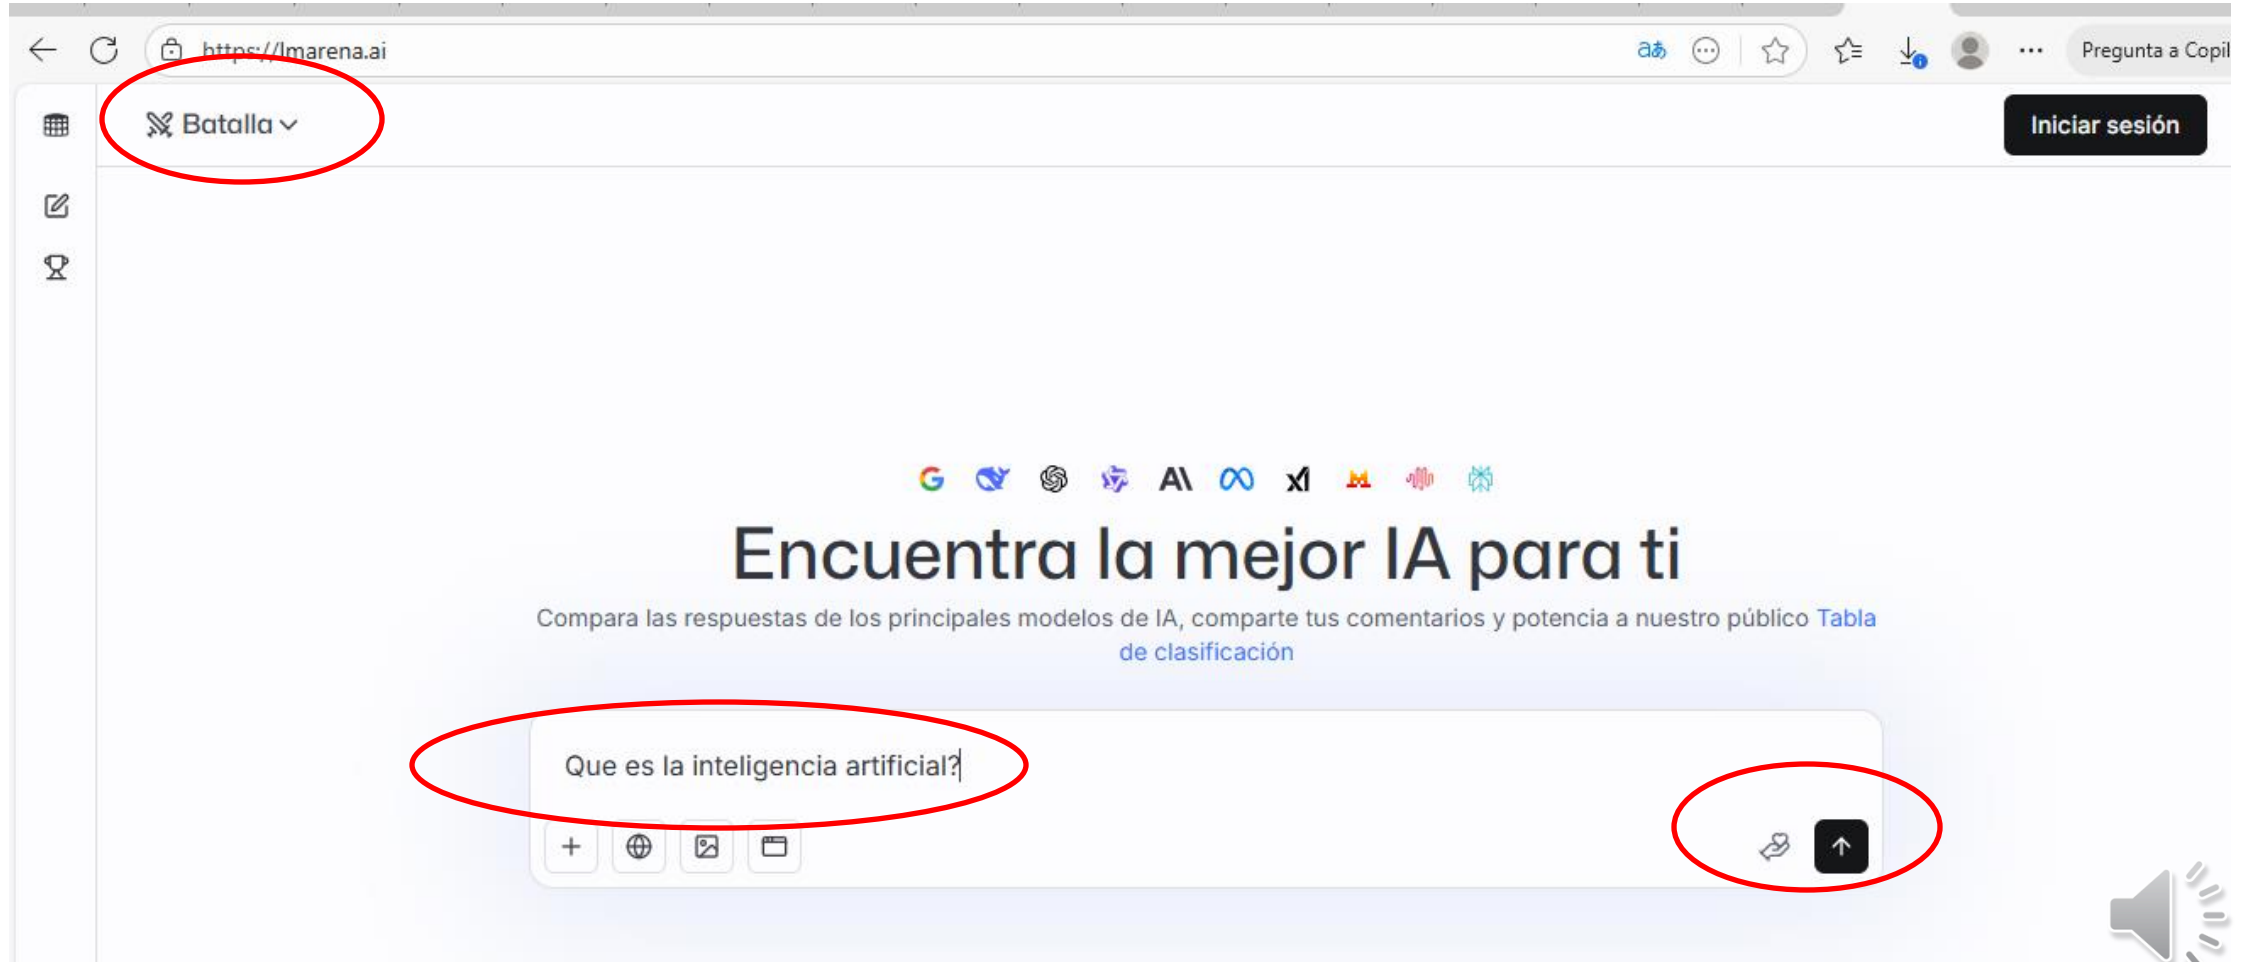 https://lmarena.ai
Pregunta a Copil
Batalla
Iniciar sesión
Encuentra la mejor IA para ti
Compara las respuestas de los principales modelos de IA, comparte tus comentarios y potencia a nuestro público Tabla
de clasificación
Que es la inteligencia artificial?